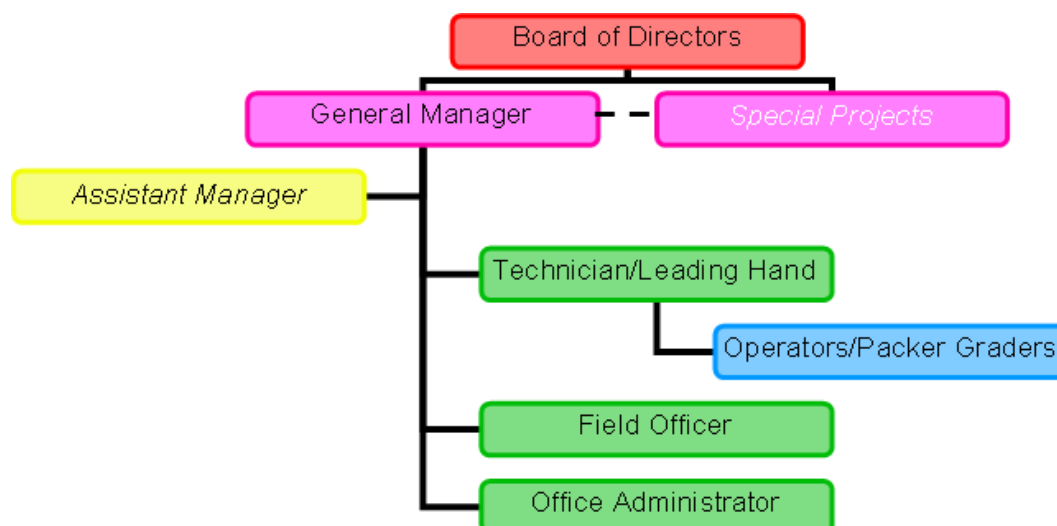 Board of Directors
General Manager
Special Projects
Assistant Manager
Technician/Leading Hand
Operators/Packer Graders
Field Officer
Office Administrator